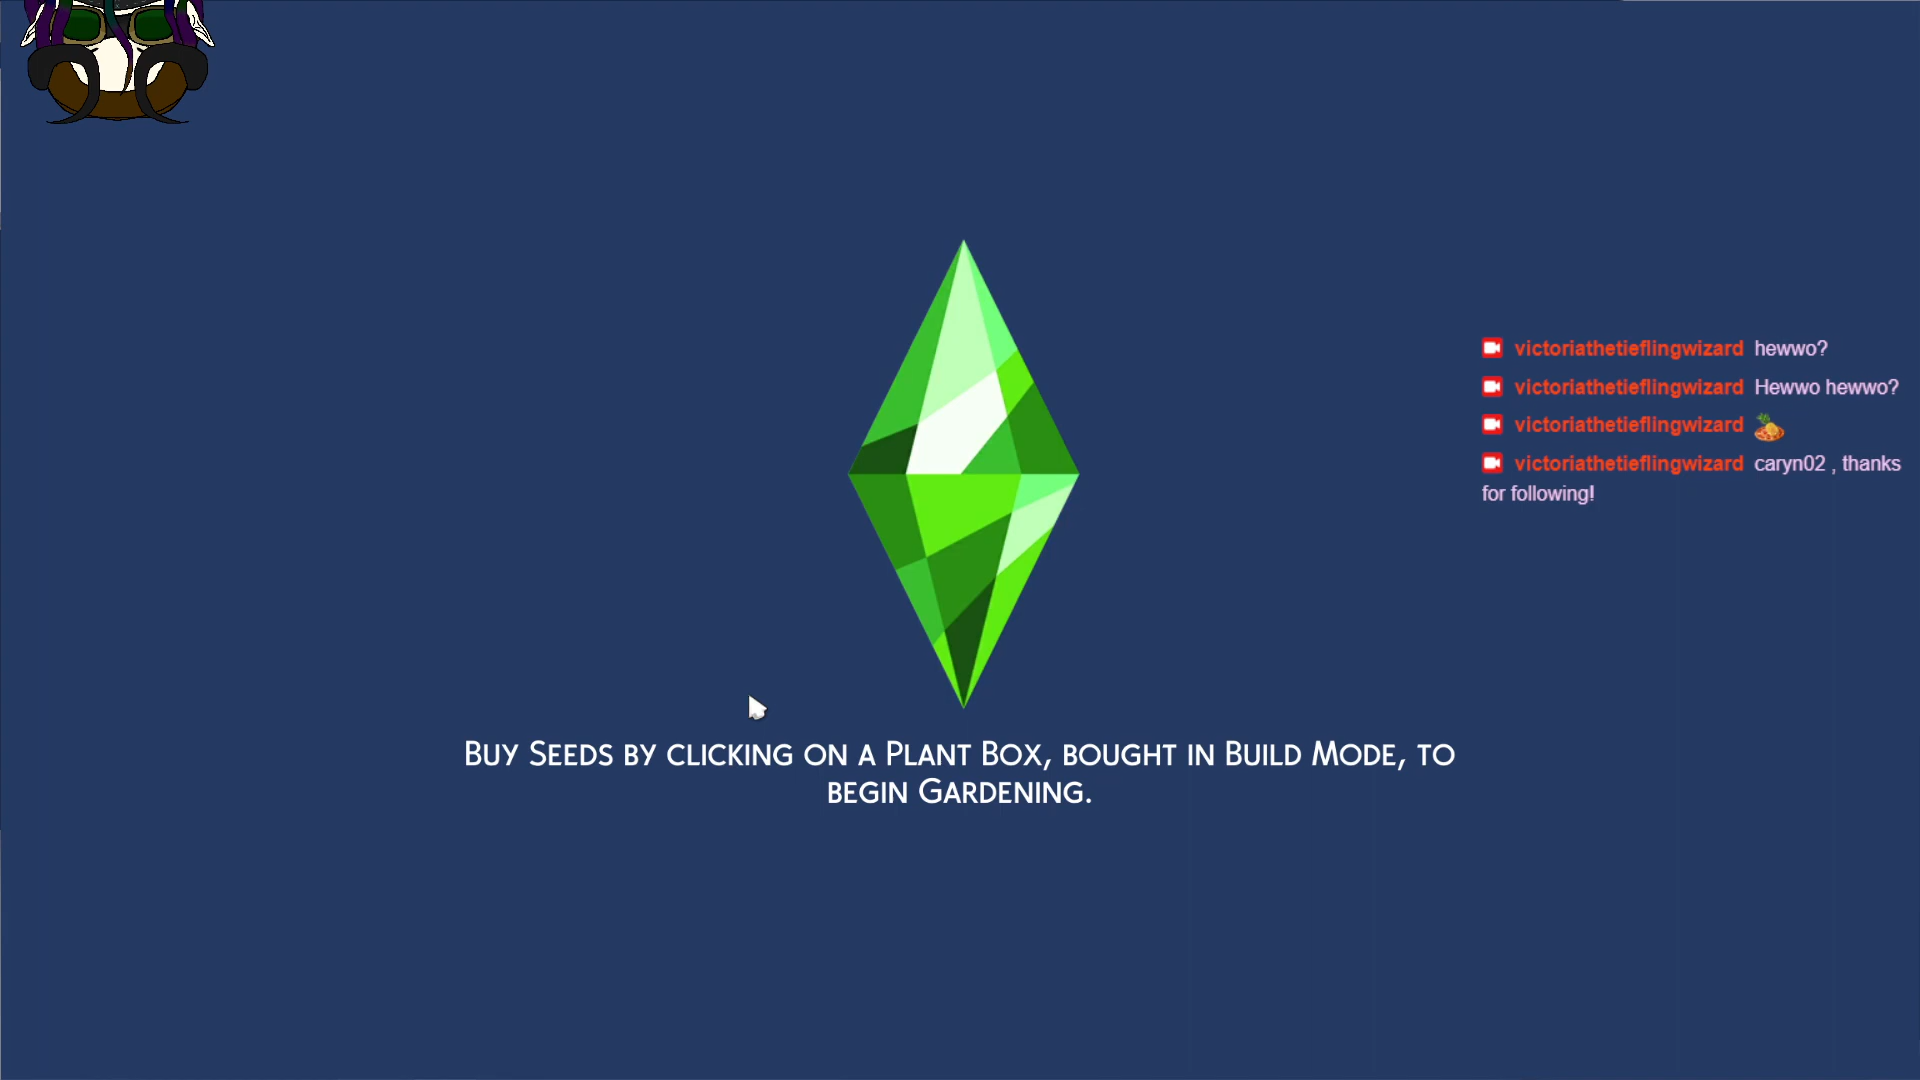 victoriathetieflingwizard hewwo?
victoriathetieflingwizard Hewwo hewwo?
victoriathetieflingwizard
victoriathetieflingwizard caryn02 , thanks
for following!
Buy Seeds by clicking on a Plant Box, bought in Build Mode, to
begin Gardening.